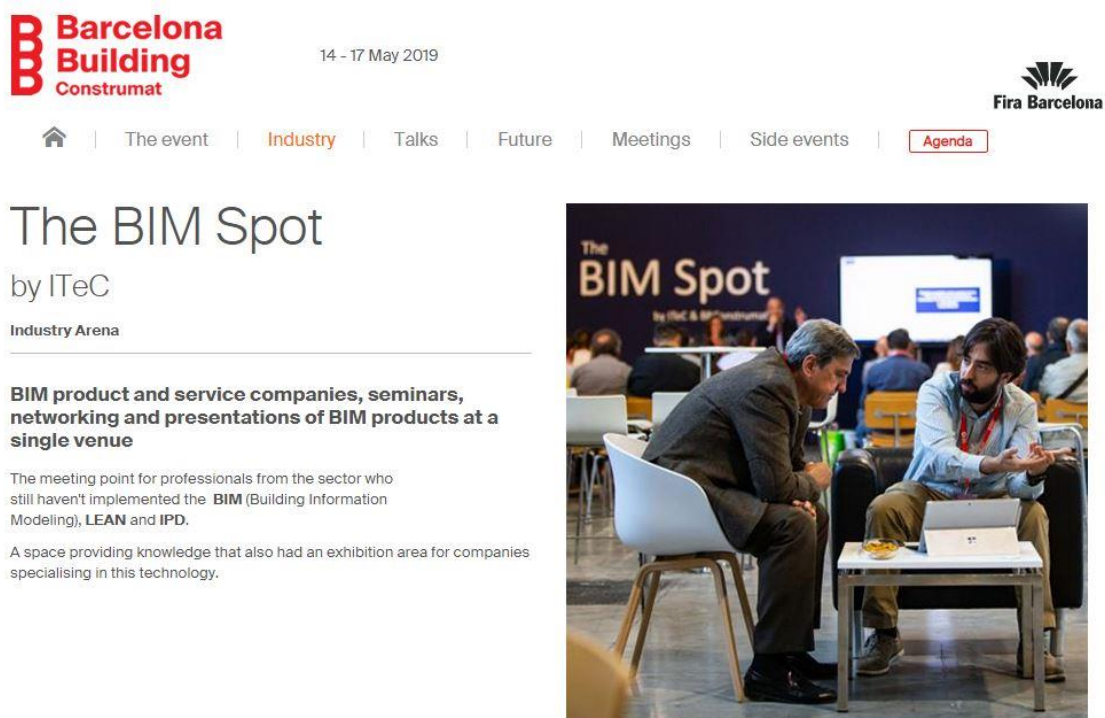 Barcelona
Building
Construmat
14 - 17 May 2019
Fira Barcelona
The event | Industry | Talks | Future | Meetings | Side events | Agenda
The BIM Spot
by ITeC
Industry Arena
BIM product and service companies, seminars,
networking and presentations of BIM products at a
single venue
The meeting point for professionals from the sector who
still haven't implemented the BIM (Building Information
Modeling), LEAN and IPD.
A space providing knowledge that also had an exhibition area for companies
specialising in this technology.
The
BIM Spot
by ITeC & BBConstrumat